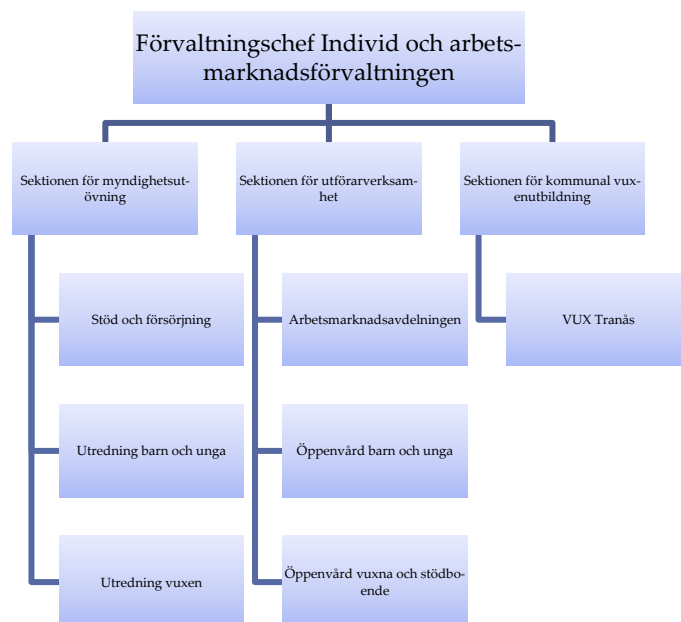 Förvaltningschef Individ och arbets-
marknadsförvaltningen
Sektionen för myndighetsut-
övning
Sektionen för utförarverksam-
het
Sektionen för kommunal vux-
enutbildning
Stöd och försörjning
Arbetsmarknadsavdelningen
VUX Tranås
Utredning barn och unga
Öppenvård barn och unga
Utredning vuxen
Öppenvård vuxna och stödbo-
ende